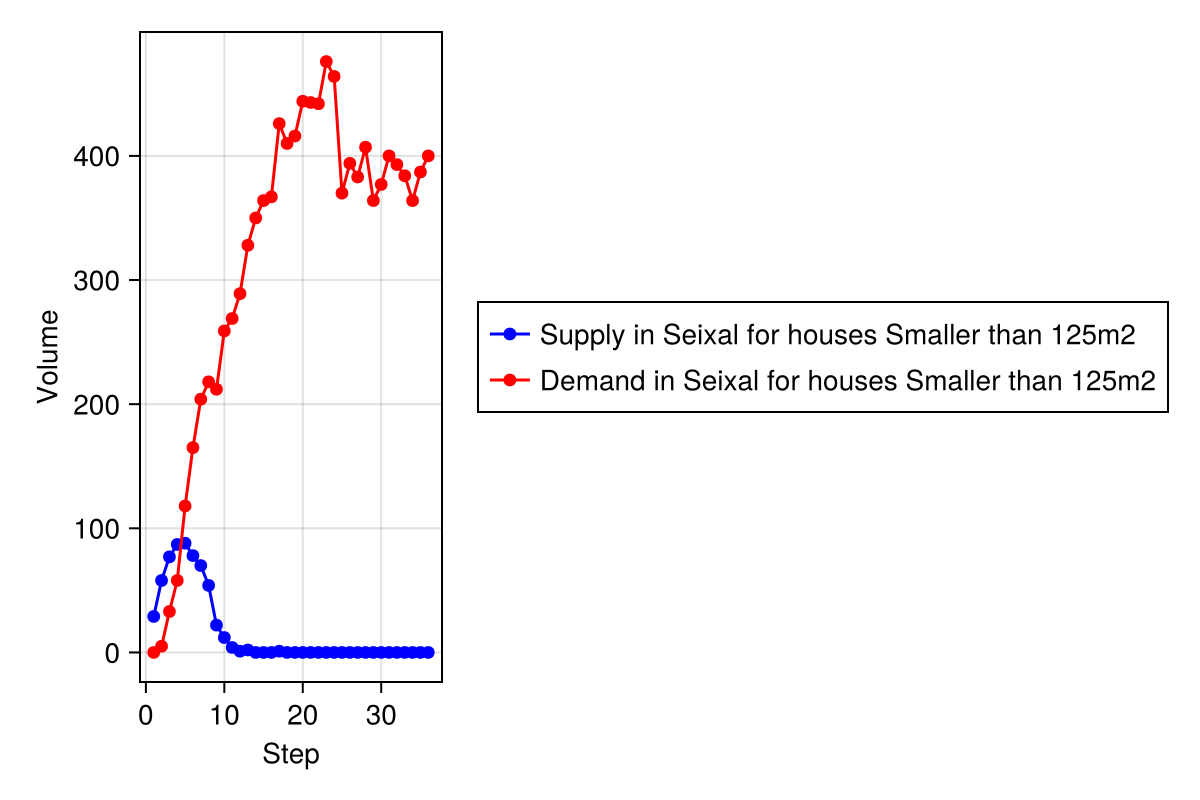 Volume
400
300
200
100
0
0 10 20 30
Step
Supply in Seixal for houses Smaller than 125m2
Demand in Seixal for houses Smaller than 125m2